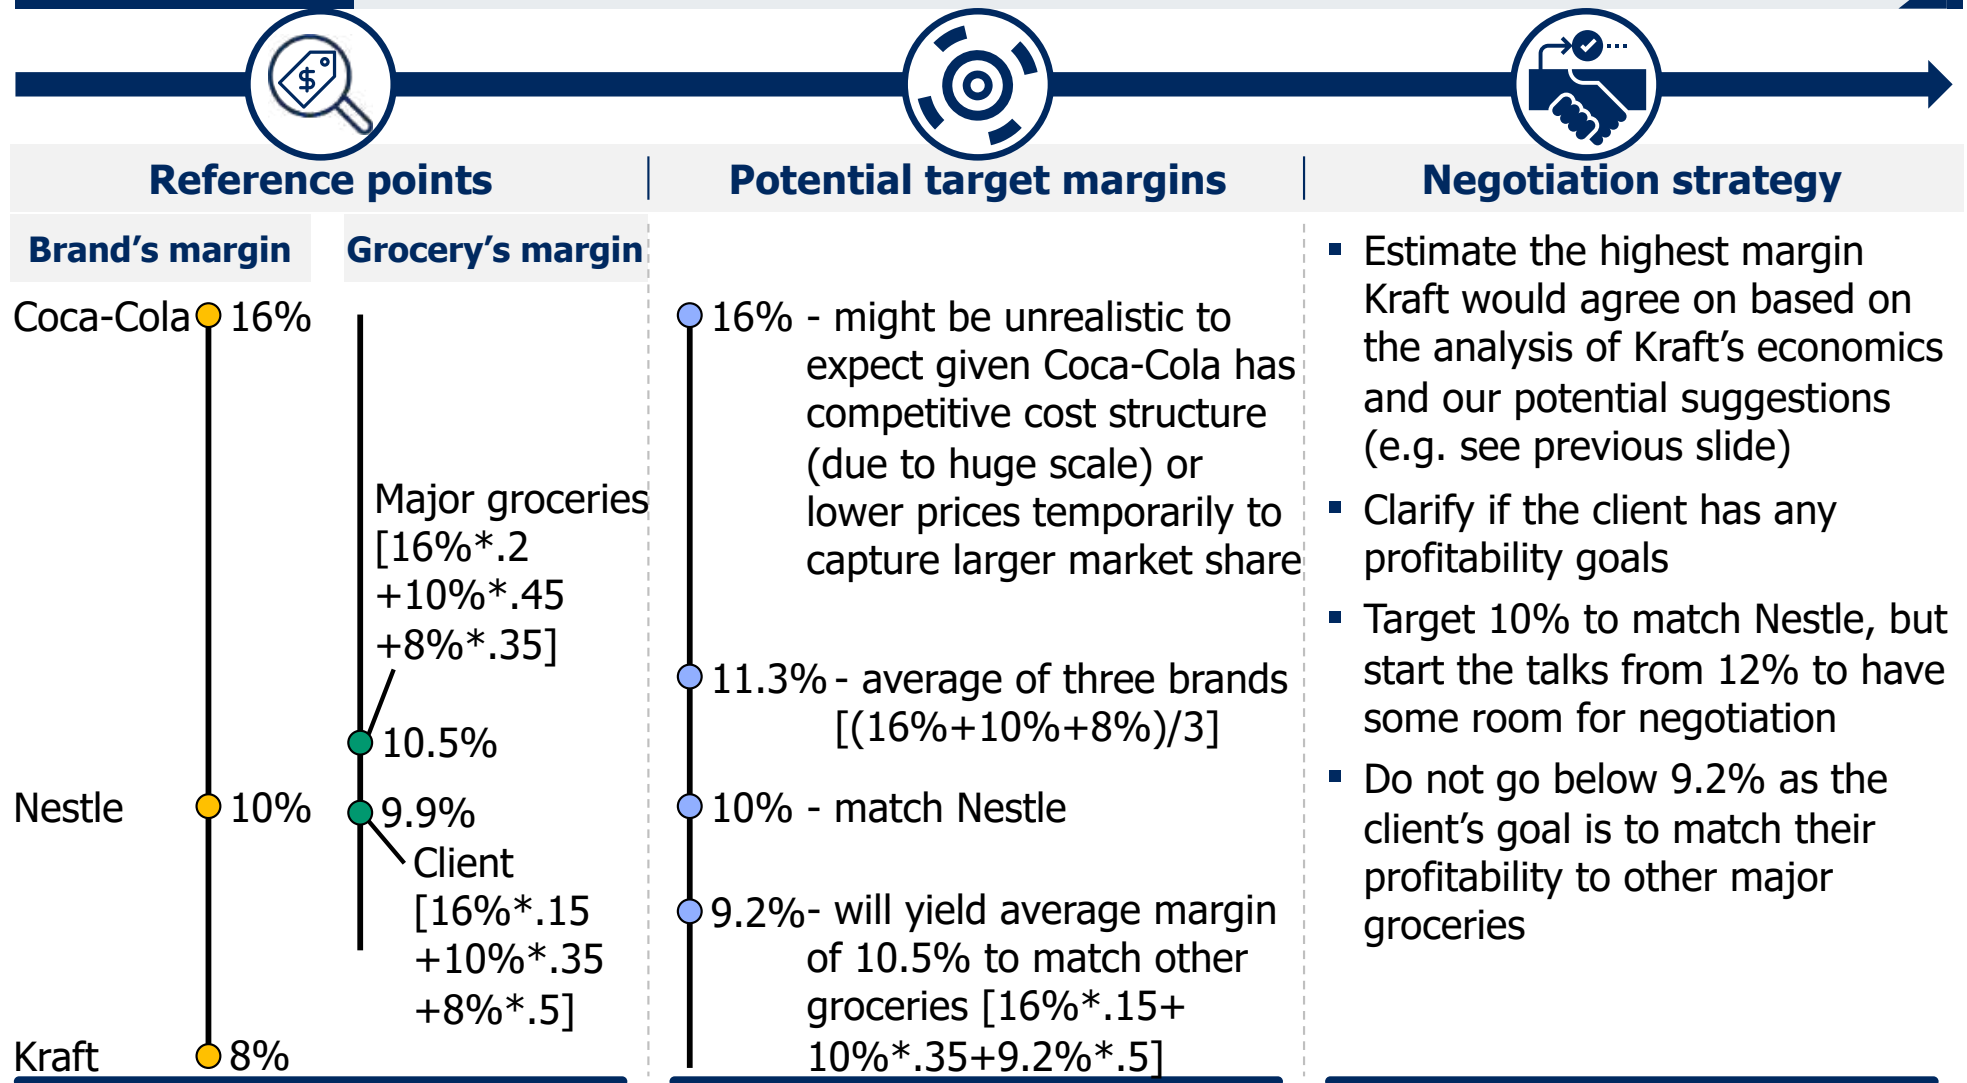 $
Reference points
Potential target margins
Negotiation strategy
Brand’s margin
Grocery’s margin
Coca-Cola
16%
Nestle
10%
Kraft
8%
Major groceries
[16%*.2
+10%*.45
+8%*.35]
10.5%
9.9%
Client
[16%*.15
+10%*.35
+8%*.5]
16% - might be unrealistic to
expect given Coca-Cola has
competitive cost structure
(due to huge scale) or
lower prices temporarily to
capture larger market share
11.3% - average of three brands
[(16%+10%+8%)/3]
10% - match Nestle
9.2%- will yield average margin
of 10.5% to match other
groceries [16%*.15+
10%*.35+9.2%*.5]
▪ Estimate the highest margin
Kraft would agree on based on
the analysis of Kraft’s economics
and our potential suggestions
(e.g. see previous slide)
▪ Clarify if the client has any
profitability goals
▪ Target 10% to match Nestle, but
start the talks from 12% to have
some room for negotiation
▪ Do not go below 9.2% as the
client’s goal is to match their
profitability to other major
groceries